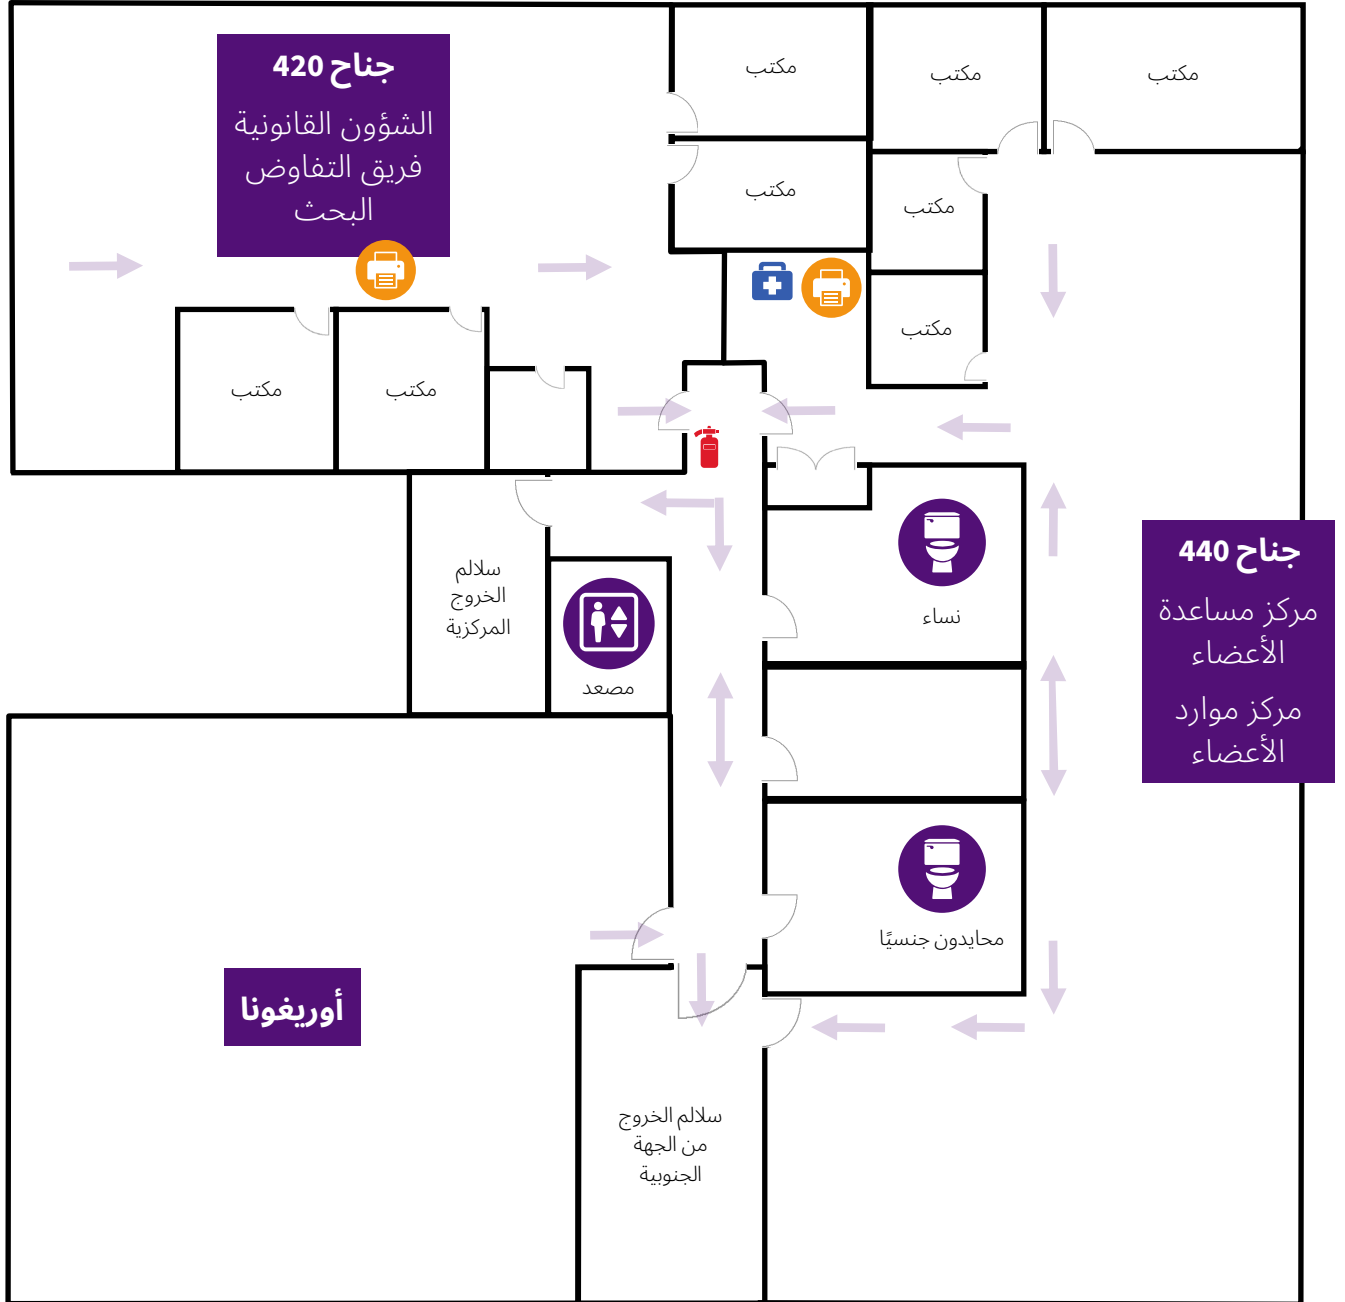 جناح 420
الشؤون القانونية
فريق التفاوض
البحث
مكتب
مكتب
مكتب
مكتب
مكتب
مكتب
مكتب
مكتب
سلالم
الخروج
المركزية
مصعد
نساء
جناح 440
مركز مساعدة
الأعضاء
مركز موارد
الأعضاء
محايدون جنسيًا
أوريغونا
سلالم الخروج
من الجهة
الجنوبية
مكتب